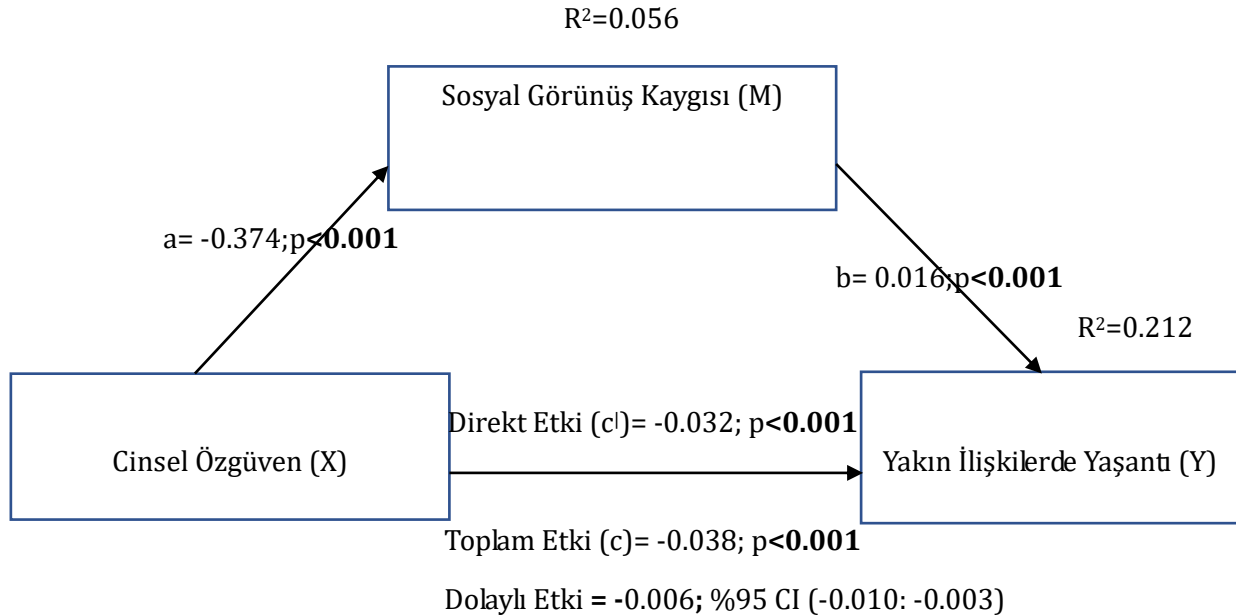 R²=0.056
Sosyal Görünüş Kaygısı (M)
a= -0.374;p<0.001
b= 0.016;p<0.001
R²=0.212
Direkt Etki (cˡ)= -0.032; p<0.001
Cinsel Özgüven (X)
Yakın İlişkilerde Yaşantı (Y)
Toplam Etki (c)= -0.038; p<0.001
Dolaylı Etki = -0.006; %95 CI (-0.010: -0.003)